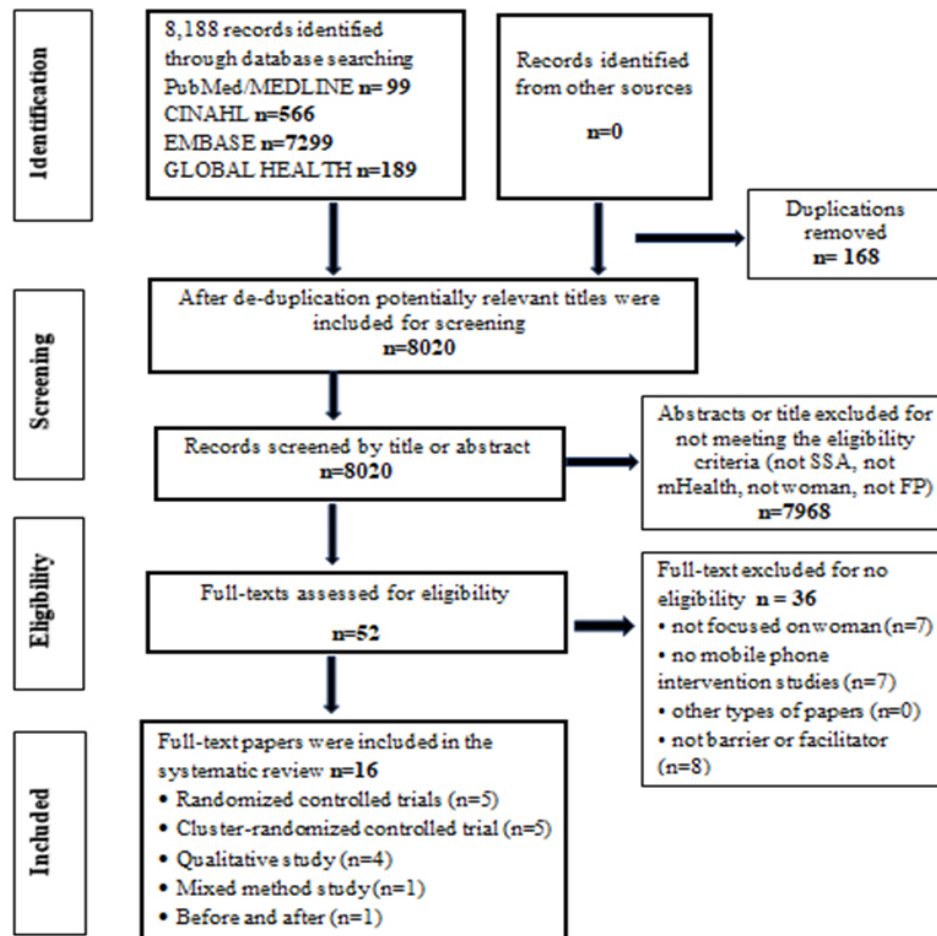 Identification
8,188 records identified
through database searching
PubMed/MEDLINE n= 99
CINAHL n=566
EMBASE n=7299
GLOBAL HEALTH n=189
Records identified
from other sources
n=0
Duplications
removed
n= 168
Screening
After de-duplication potentially relevant titles were
included for screening
n=8020
Records screened by title or abstract
n=8020
Abstracts or title excluded for
not meeting the eligibility
criteria (not SSA, not
mHealth, not woman, not FP)
n=7968
Eligibility
Full-texts assessed for eligibility
n=52
Full-text excluded for no
eligibility n = 36
• not focused on woman (n=7)
• no mobile phone
intervention studies (n=7)
• other types of papers (n=0)
• not barrier or facilitator
(n=8)
Included
Full-text papers were included in the
systematic review n=16
• Randomized controlled trials (n=5)
• Cluster-randomized controlled trial (n=5)
• Qualitative study (n=4)
• Mixed method study (n=1)
• Before and after (n=1)